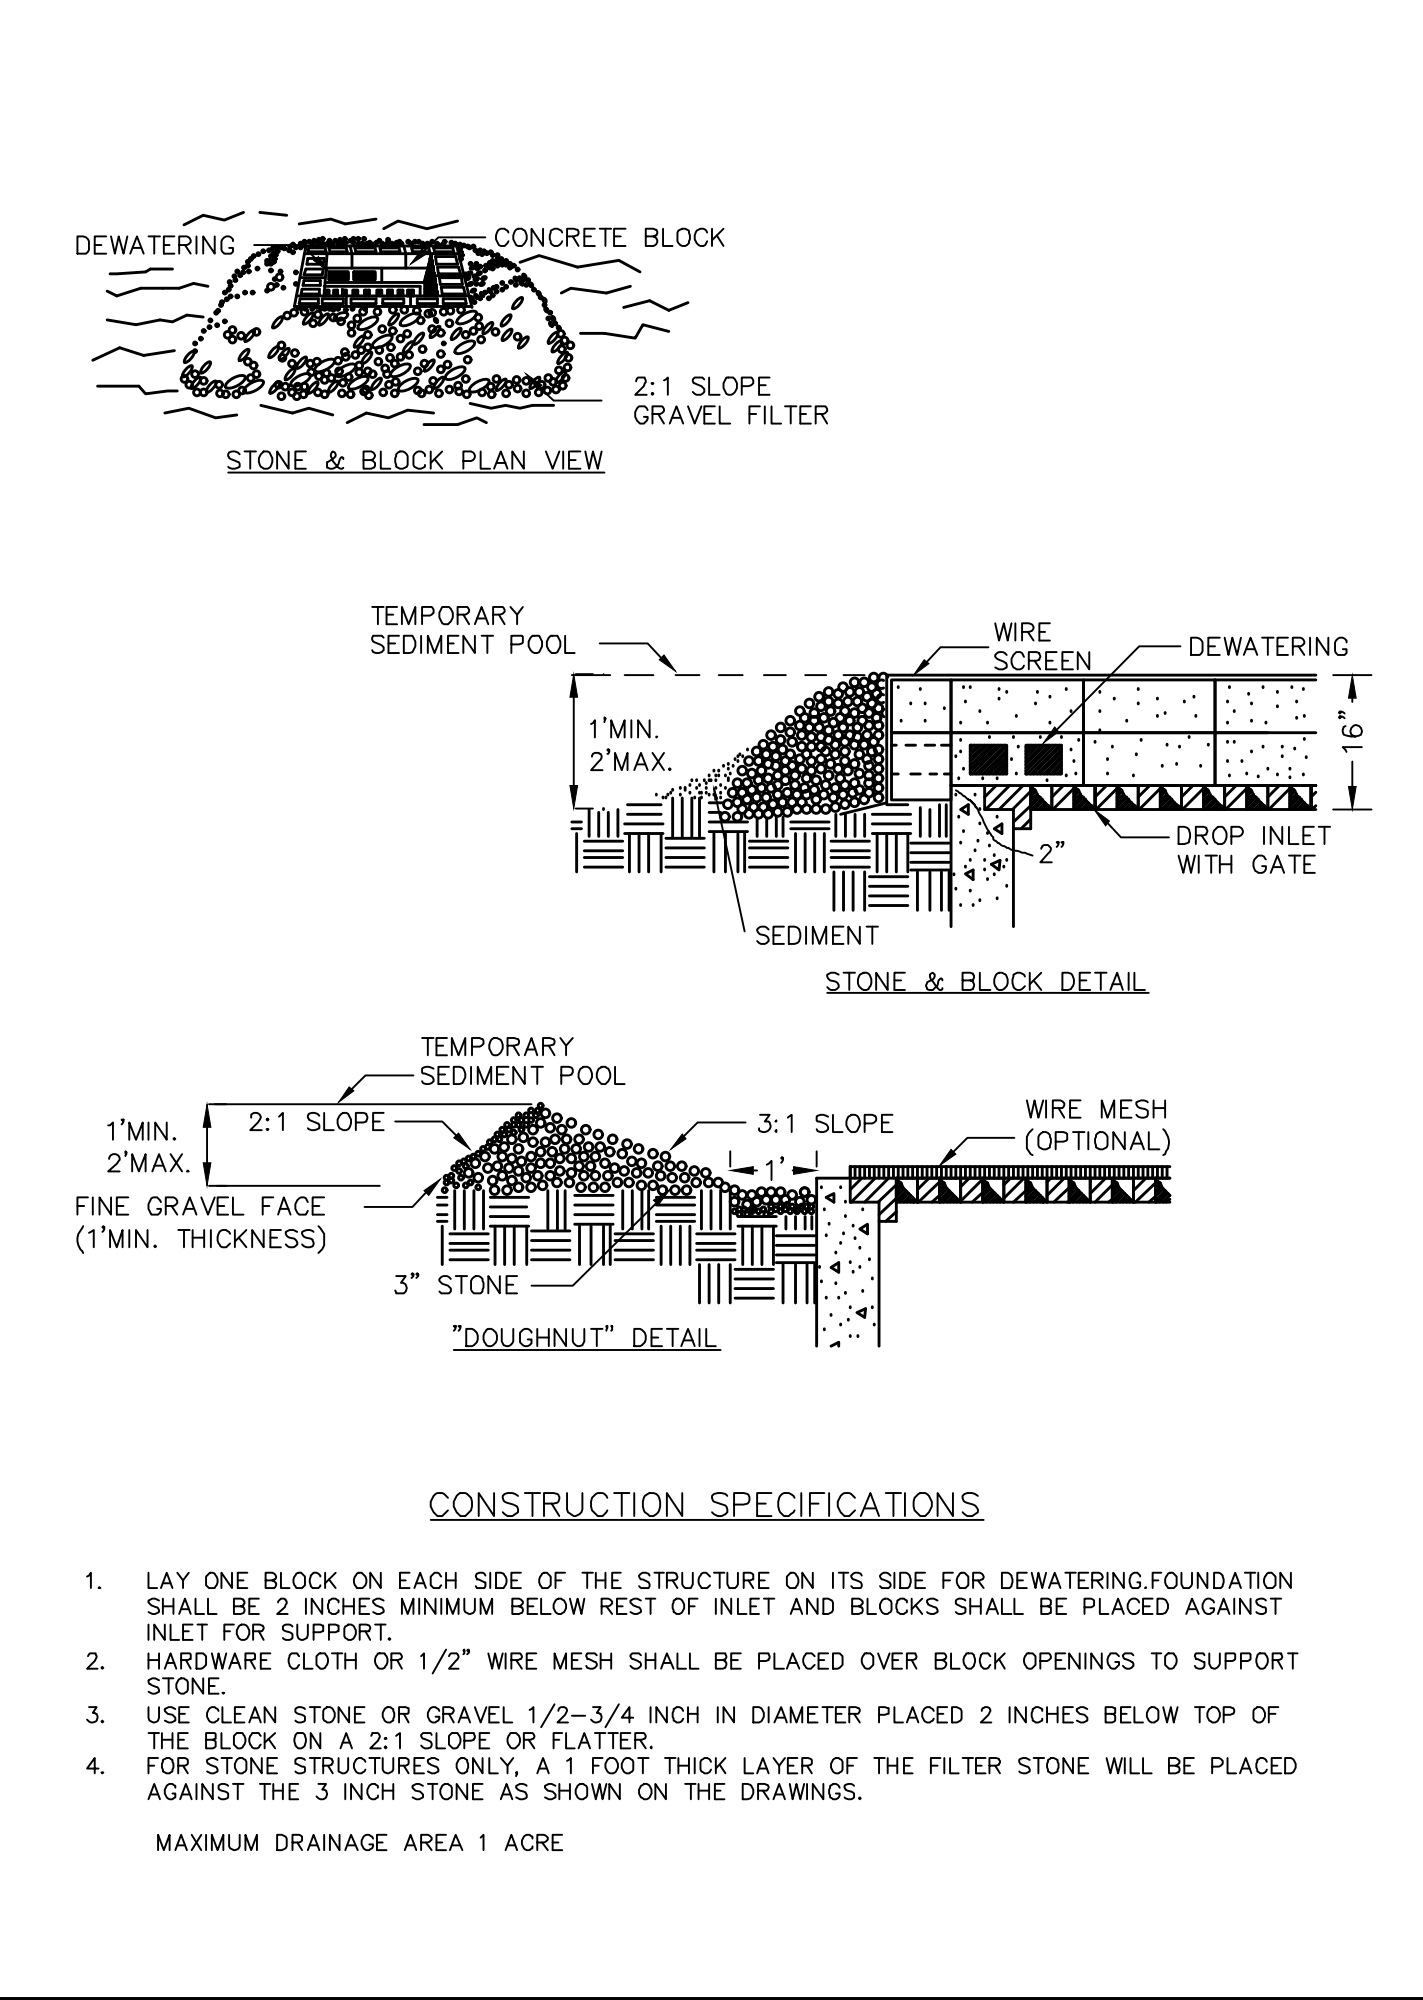 DEWATERING
CONCRETE BLOCK
2:1 SLOPE
GRAVEL FILTER
STONE & BLOCK PLAN VIEW
TEMPORARY
SEDIMENT POOL
WIRE
SCREEN
DEWATERING
1'MIN.
2'MAX.
16"
DROP INLET
WITH GATE
2"
SEDIMENT
STONE & BLOCK DETAIL
TEMPORARY
SEDIMENT POOL
2:1 SLOPE
3:1 SLOPE
WIRE MESH
(OPTIONAL)
1'MIN.
2'MAX.
1'
FINE GRAVEL FACE
(1'MIN. THICKNESS)
3" STONE
"DOUGHNUT" DETAIL
CONSTRUCTION SPECIFICATIONS
1. LAY ONE BLOCK ON EACH SIDE OF THE STRUCTURE ON ITS SIDE FOR DEWATERING.FOUNDATION
SHALL BE 2 INCHES MINIMUM BELOW REST OF INLET AND BLOCKS SHALL BE PLACED AGAINST
INLET FOR SUPPORT.
2. HARDWARE CLOTH OR 1/2" WIRE MESH SHALL BE PLACED OVER BLOCK OPENINGS TO SUPPORT
STONE.
3. USE CLEAN STONE OR GRAVEL 1/2-3/4 INCH IN DIAMETER PLACED 2 INCHES BELOW TOP OF
THE BLOCK ON A 2:1 SLOPE OR FLATTER.
4. FOR STONE STRUCTURES ONLY, A 1 FOOT THICK LAYER OF THE FILTER STONE WILL BE PLACED
AGAINST THE 3 INCH STONE AS SHOWN ON THE DRAWINGS.
MAXIMUM DRAINAGE AREA 1 ACRE